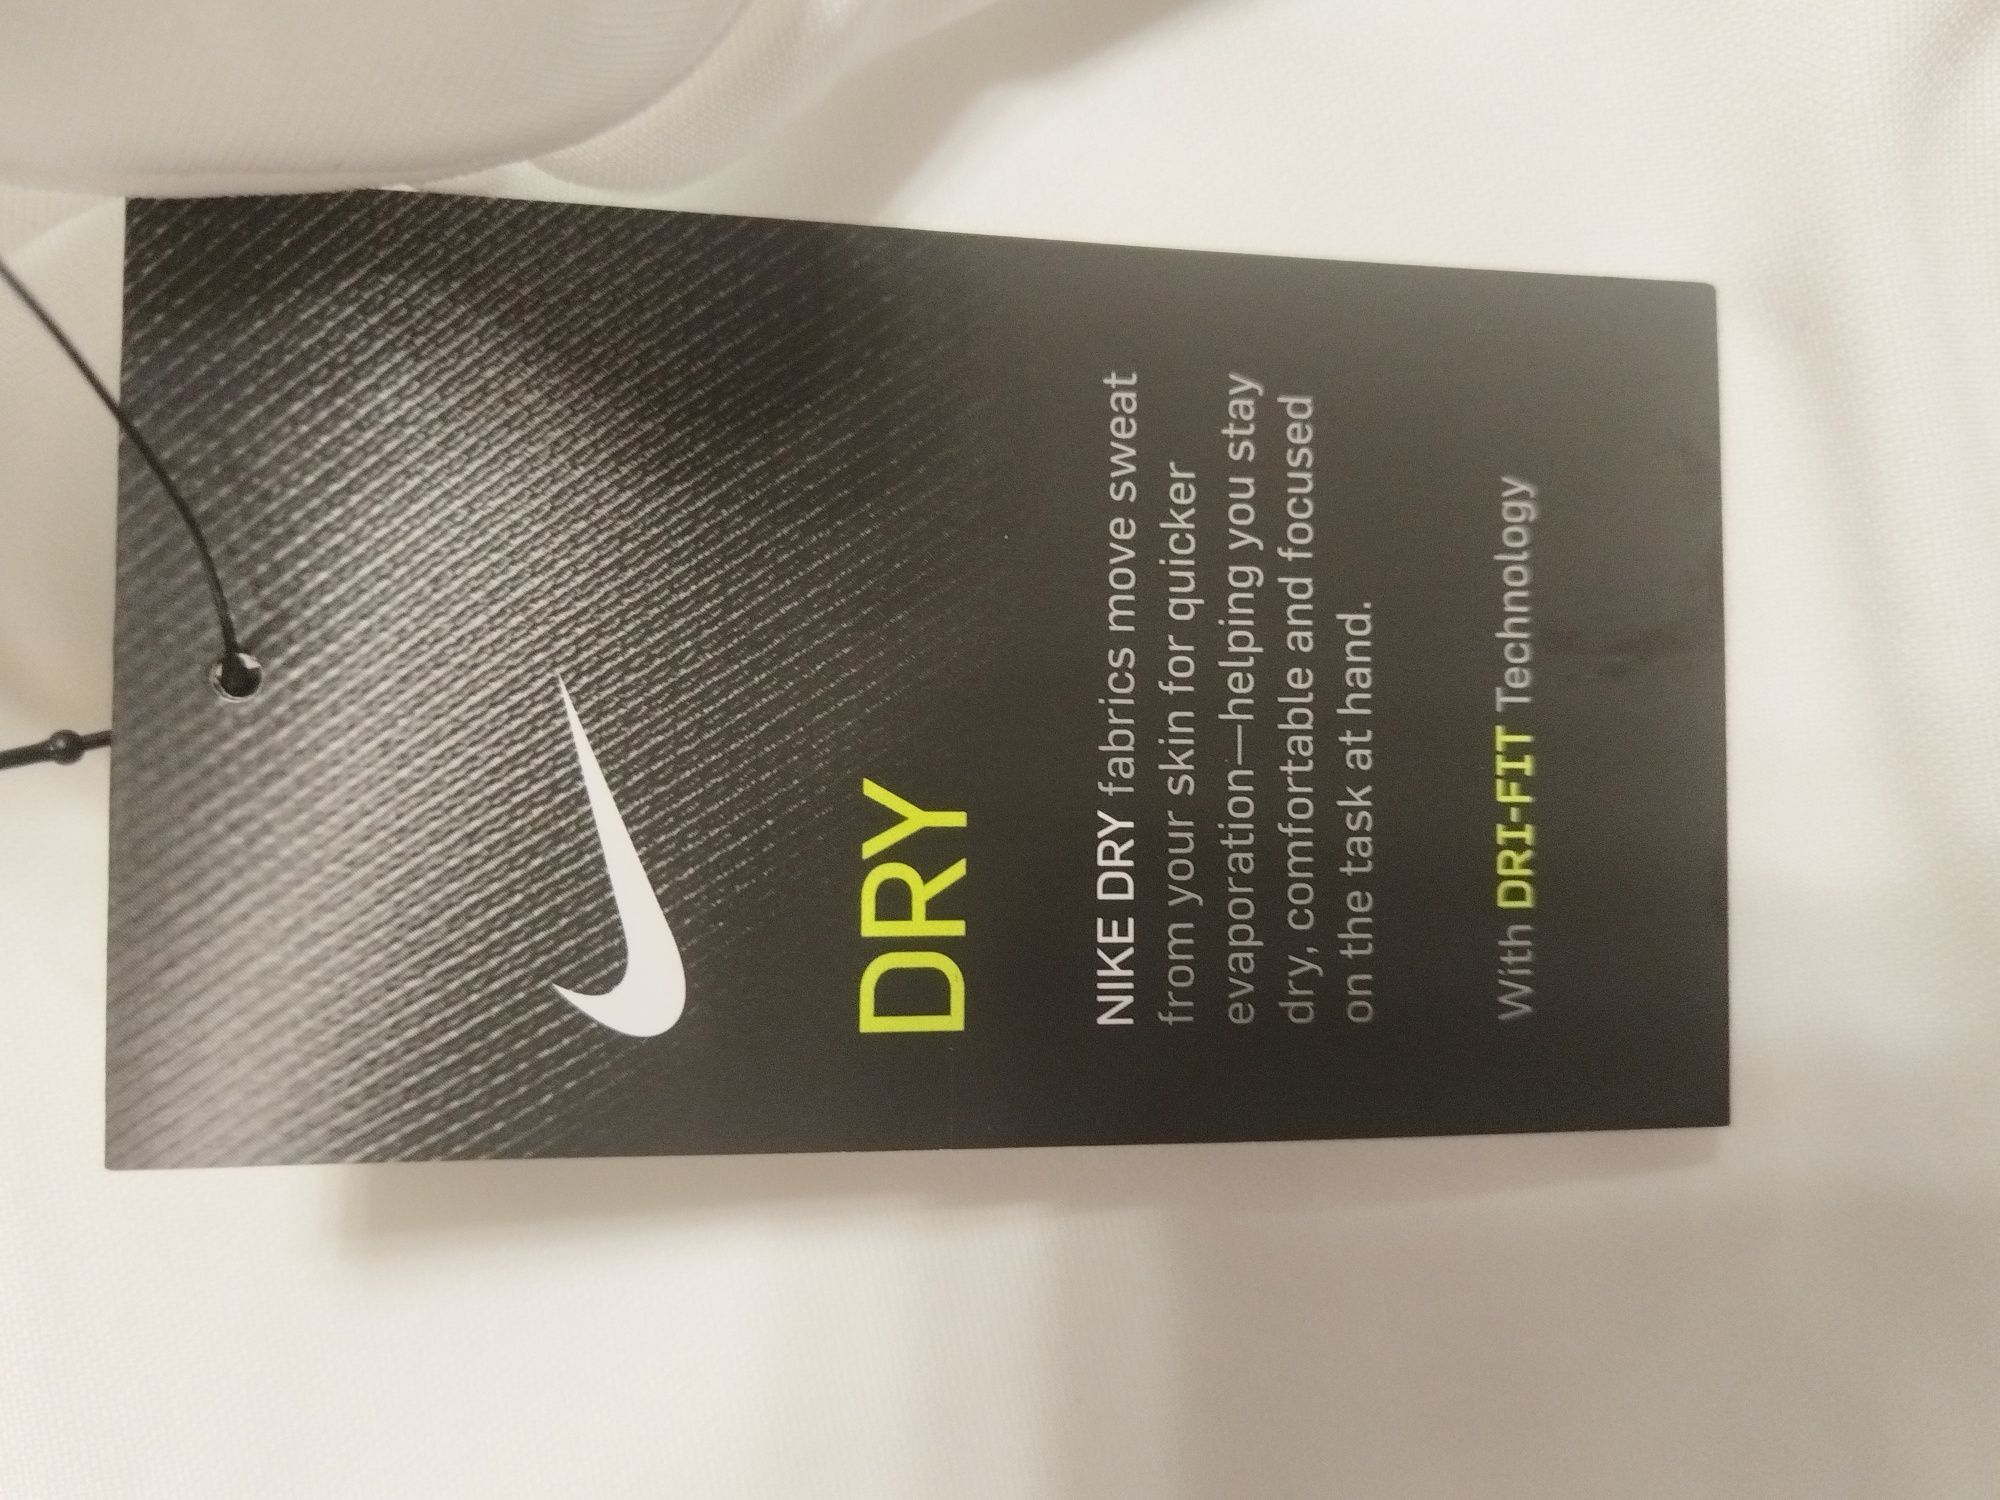 DRY
NIKE DRY fabrics move sweat
from your skin for quicker
evaporation—helping you stay
dry, comfortable and focused
on the task at hand.
With DRI-FIT Technology